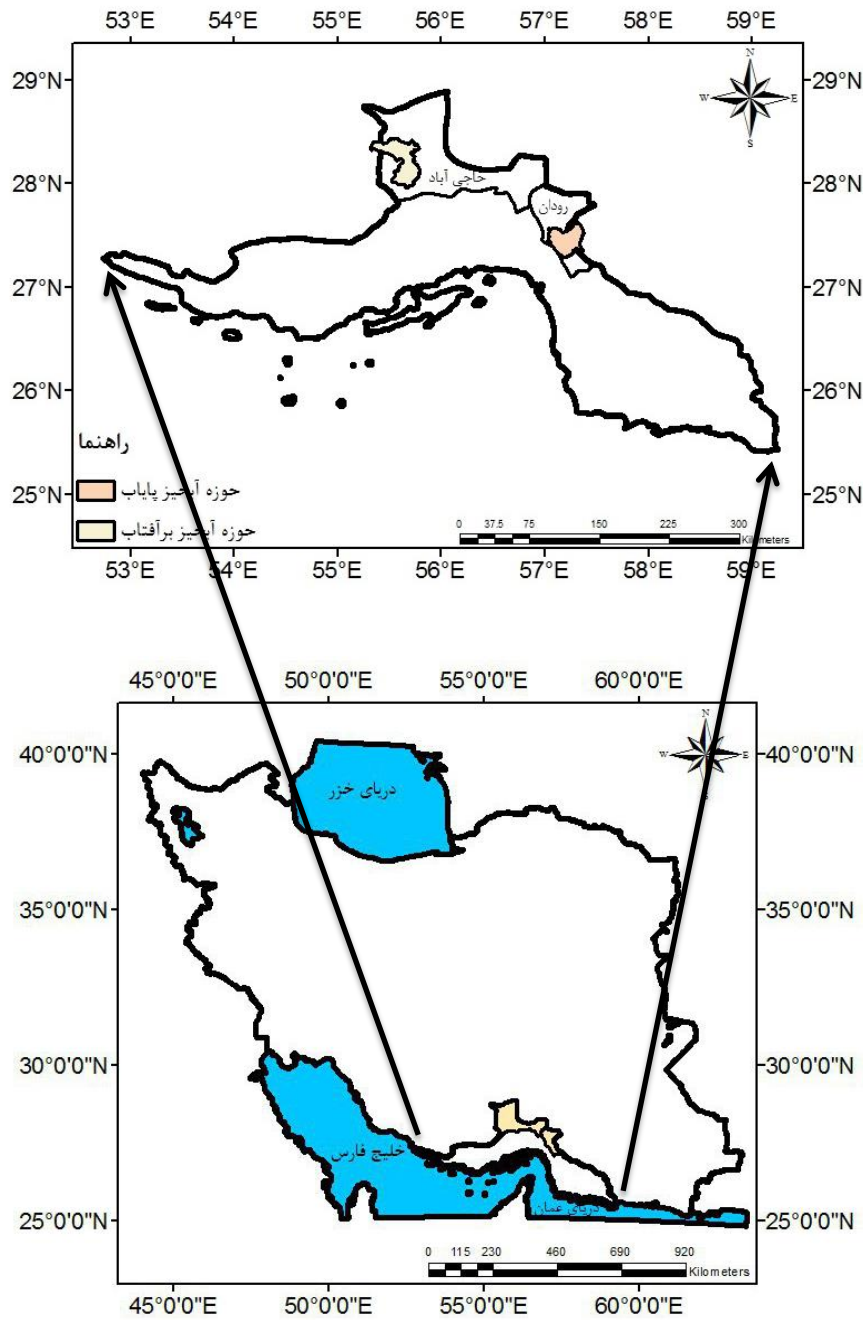 53°E 54°E 55°E 56°E 57°E 58°E 59°E
N
W E
S
29°N 29°N
28°N 28°N
27°N 27°N
26°N 26°N
25°N 25°N
حاجی آباد
رودان
راهنما
حوزه آبخیز پایاب
حوزه آبخیز برآفتاب
0 37.5 75 150 225 300
Kilometers
53°E 54°E 55°E 56°E 57°E 58°E 59°E
45°0'0"E 50°0'0"E 55°0'0"E 60°0'0"E
N
W E
S
40°0'0"N 40°0'0"N
دریای خزر
35°0'0"N 35°0'0"N
30°0'0"N 30°0'0"N
خلیج فارس
دریای عمان
25°0'0"N 25°0'0"N
0 115 230 460 690 920
Kilometers
45°0'0"E 50°0'0"E 55°0'0"E 60°0'0"E